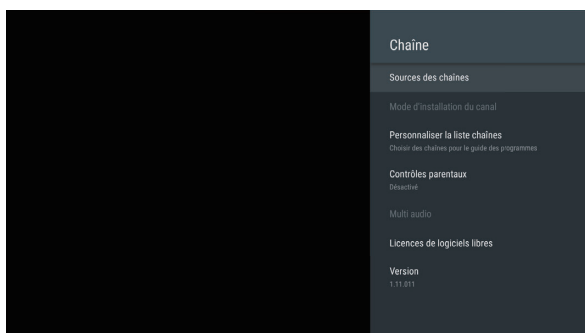 Chaîne
Sources des chaînes
Mode d'installation du canal
Personnaliser la liste chaînes
Choisir des chaînes pour le guide des programmes
Contrôles parentaux
Désactivé
Multi audio
Licences de logiciels libres
Version
1.11.011